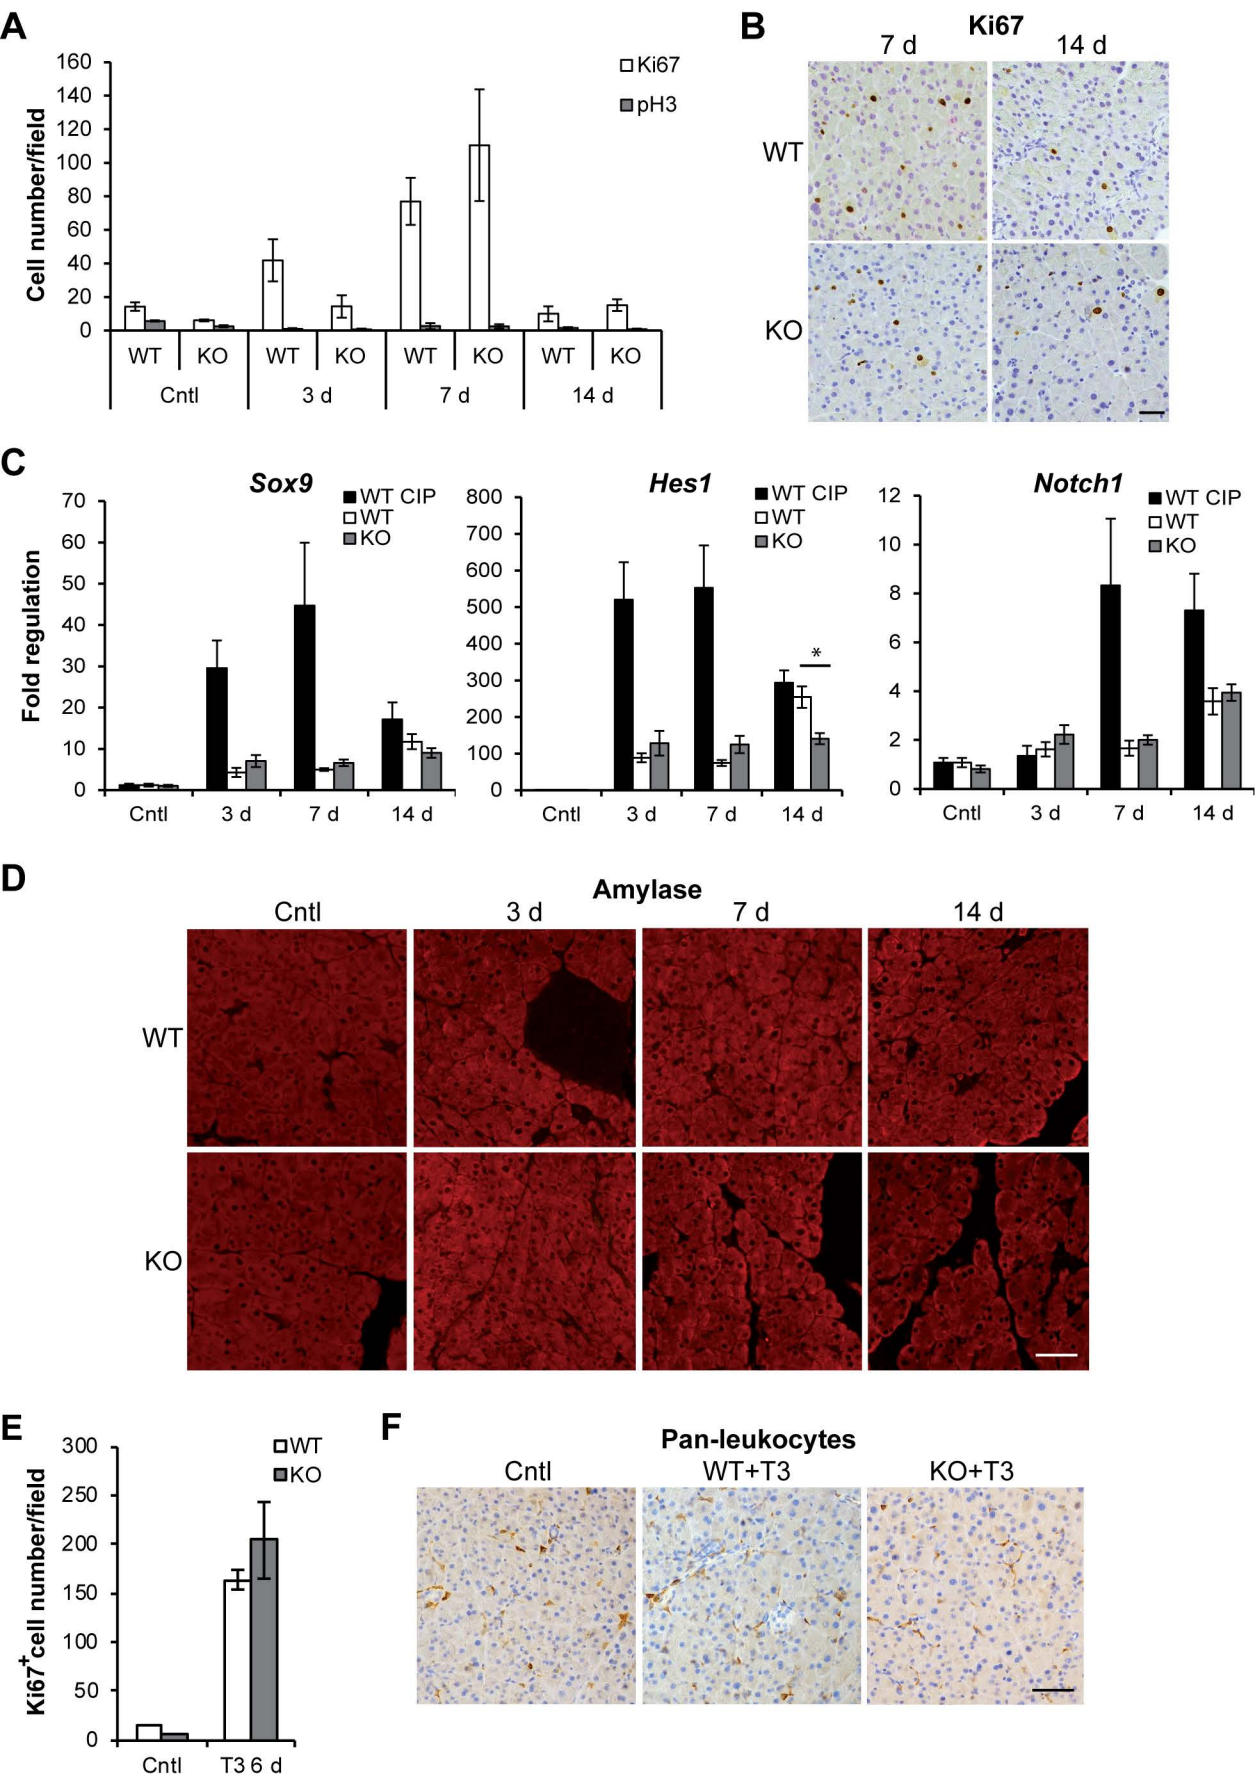 A
Cell number/field
160
140
120
100
80
60
40
20
0
Ki67
pH3
WT KO WT KO WT KO WT KO
Cntl 3 d 7 d 14 d
B
Ki67
7 d 14 d
WT
KO
C
Fold regulation
Sox9
70
60
50
40
30
20
10
0
WT CIP
WT
KO
Cntl 3 d 7 d 14 d
Hes1
800
700
600
500
400
300
200
100
0
WT CIP
WT
KO
*
Cntl 3 d 7 d 14 d
Notch1
12
10
8
6
4
2
0
WT CIP
WT
KO
Cntl 3 d 7 d 14 d
D
Amylase
Cntl 3 d 7 d 14 d
WT
KO
E
Ki67+cell number/field
300
250
200
150
100
50
0
WT
KO
Cntl T3 6 d
F
Pan-leukocytes
Cntl WT+T3 KO+T3